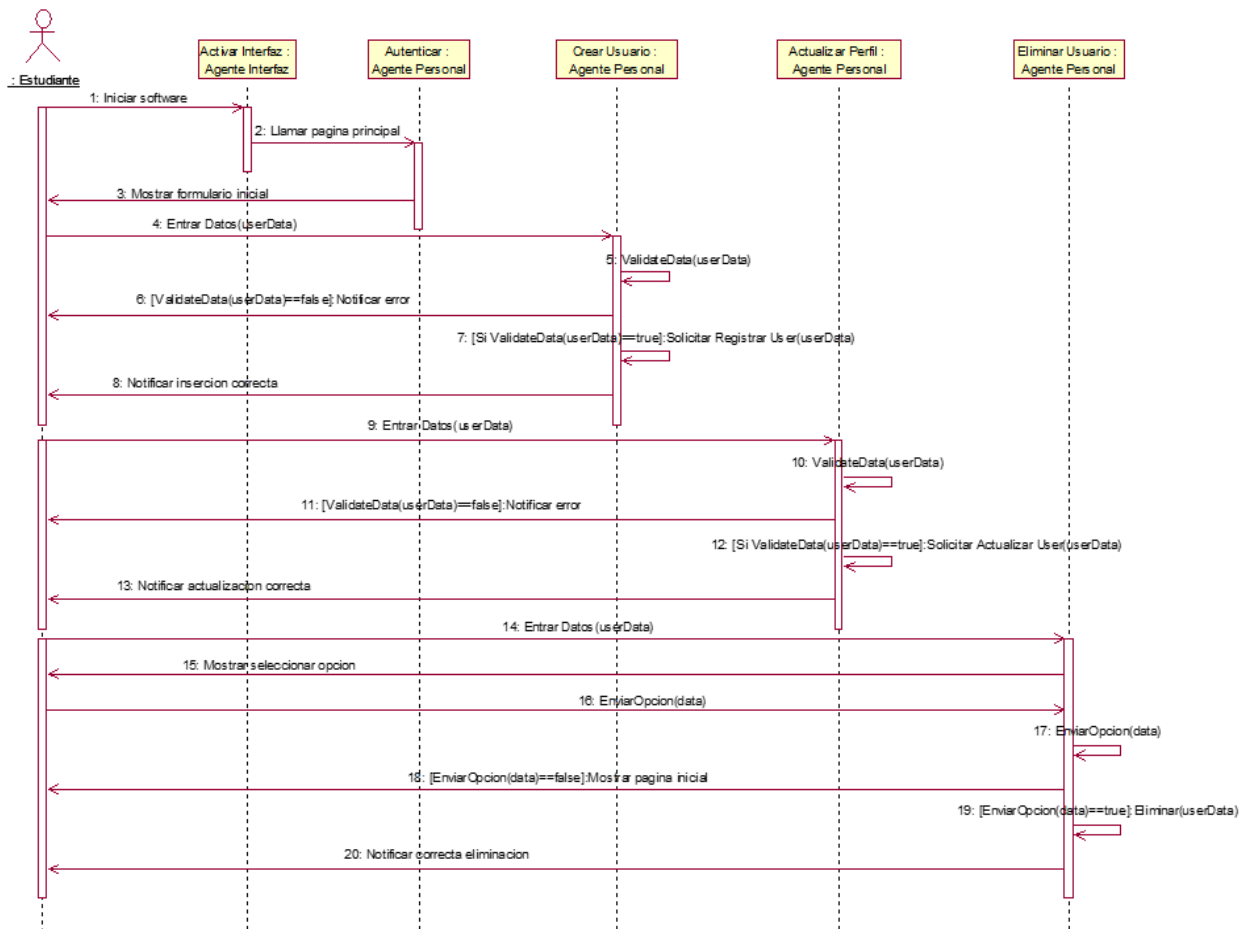 : Estudiante
Activar Interfaz :
Agente Interfaz
Autenticar :
Agente Personal
Crear Usuario :
Agente Personal
Actualizar Perfil :
Agente Personal
Eliminar Usuario :
Agente Personal
1: Iniciar software
2: Llamar pagina principal
3: Mostrar formulario inicial
4: Entrar Datos(userData)
5: ValidateData(userData)
6: [ValidateData(userData)==false]:Notificar error
7: [Si ValidateData(userData)==true]:Solicitar Registrar User(userData)
8: Notificar insercion correcta
9: Entrar Datos(userData)
10: ValidateData(userData)
11: [ValidateData(userData)==false]:Notificar error
12: [Si ValidateData(userData)==true]:Solicitar Actualizar User(userData)
13: Notificar actualizacion correcta
14: Entrar Datos(userData)
15: Mostrar seleccionar opcion
16: EnviarOpcion(data)
17: EnviarOpcion(data)
18: [EnviarOpcion(data)==false]:Mostrar pagina inicial
19: [EnviarOpcion(data)==true]:Eliminar(userData)
20: Notificar correcta eliminacion